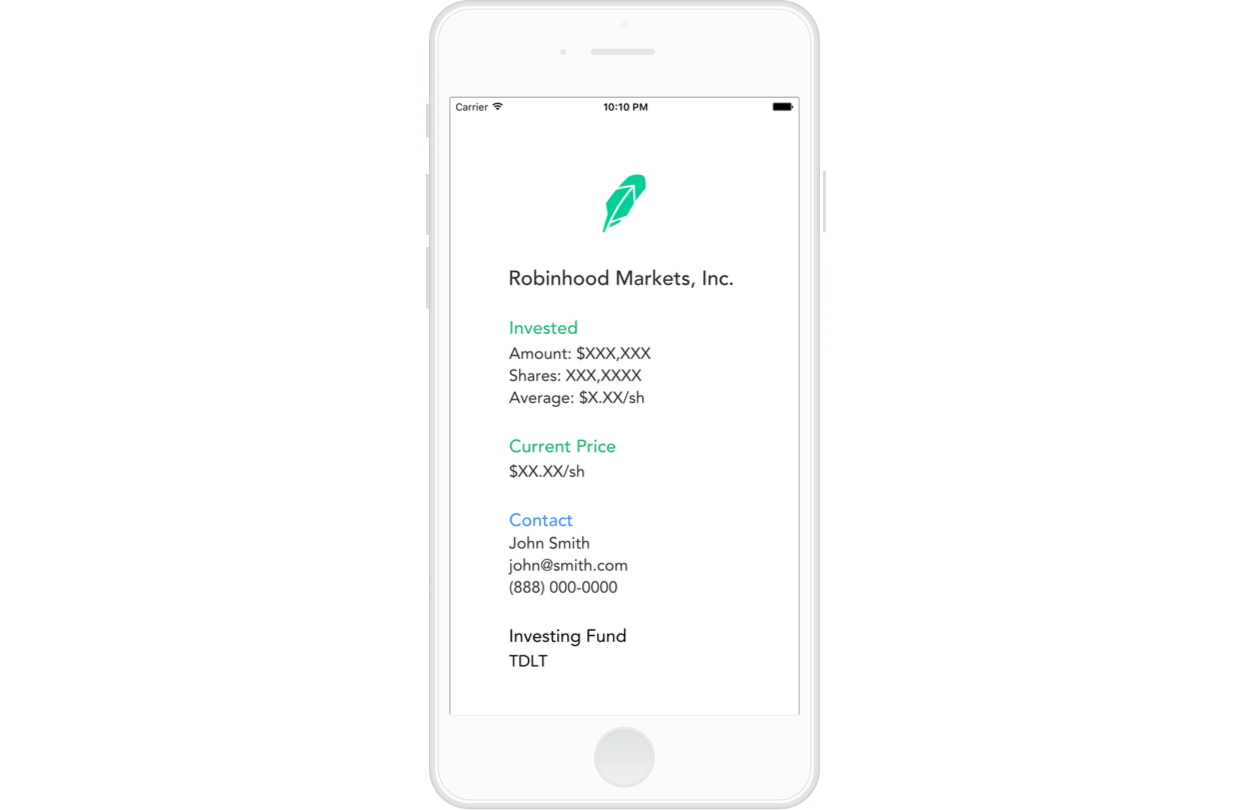 Carrier 10:10 PM
Robinhood Markets, Inc.
Invested
Amount: $XXX,XXX
Shares: XXX,XXXX
Average: $X.XX/sh
Current Price
$XX.XX/sh
Contact
John Smith
john@smith.com
(888) 000-0000
Investing Fund
TDLT